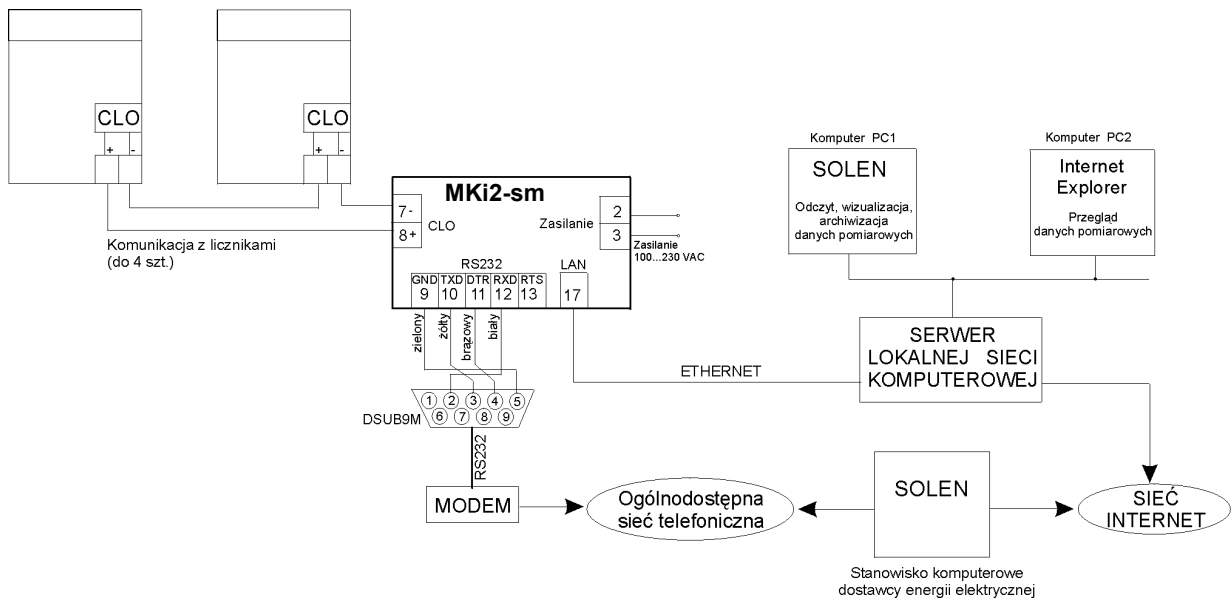 CLO
+ -
CLO
+ -
Komunikacja z licznikami
(do 4 szt.)
MKi2-sm
7-
8+
CLO
Zasilanie
2
3
Zasilanie
100...230 VAC
RS232
GND TXD DTR RXD RTS
9 10 11 12 13
LAN
17
zielony
żółty
brązowy
biały
1 2 3 4 5
6 7 8 9
DSUB9M
RS232
MODEM
Ogólnodostępna
sieć telefoniczna
ETHERNET
Komputer PC1
SOLEN
Odczyt, wizualizacja,
archiwizacja
danych pomiarowych
Komputer PC2
Internet
Explorer
Przegląd
danych pomiarowych
SERWER
LOKALNEJ SIECI
KOMPUTEROWEJ
SOLEN
Stanowisko komputerowe
dostawcy energii elektrycznej
SIEĆ
INTERNET